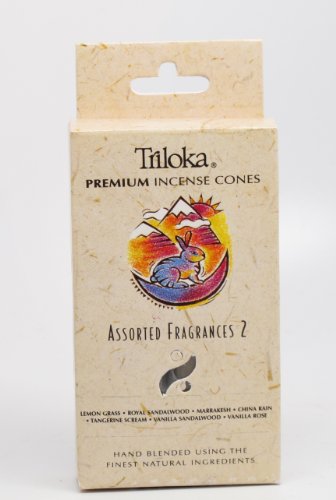 Triloka®
PREMIUM INCENSE CONES
ASSORTED FRAGRANCES 2
LEMON GRASS • ROYAL SANDALWOOD • MARRAKESH • CHINA RAIN
• TANGERINE SCREAM • VANILLA SANDALWOOD • VANILLA ROSE
HAND BLENDED USING THE
FINEST NATURAL INGREDIENTS.